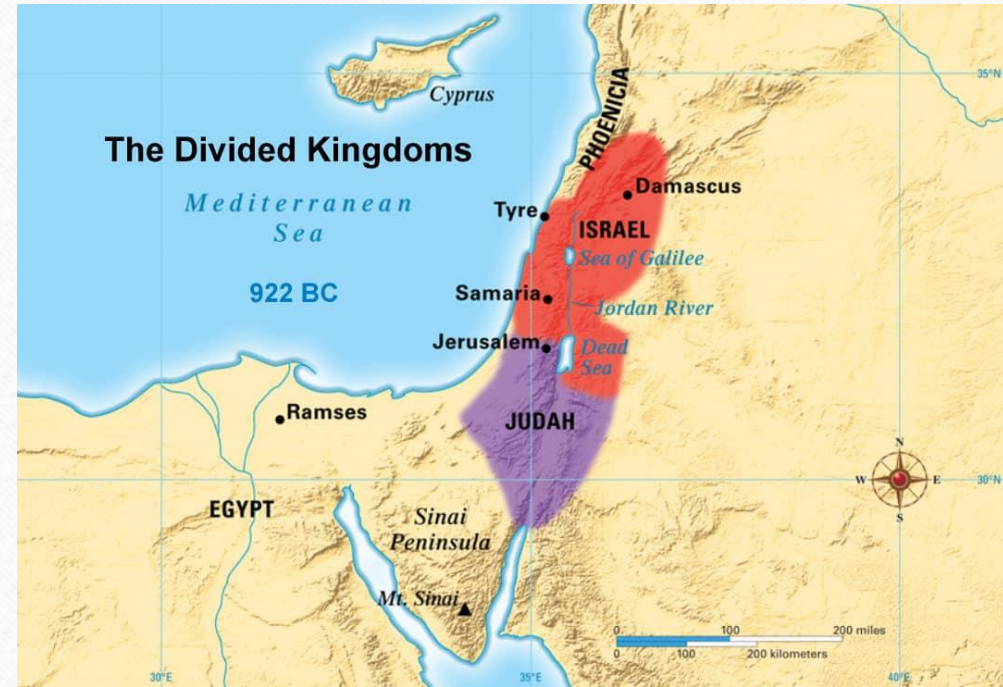 Cyprus
PHOENICIA
35°N
The Divided Kingdoms
Mediterranean
Sea
Damascus
Tyre
ISRAEL
Sea of Galilee
922 BC
Samaria
Jordan River
Jerusalem
Dead
Sea
Ramses
JUDAH
N
W
E
S
30°N
EGYPT
Sinai
Peninsula
Mt. Sinai
0
100
200 miles
0
100
200 kilometers
30°E
35°E
40°E